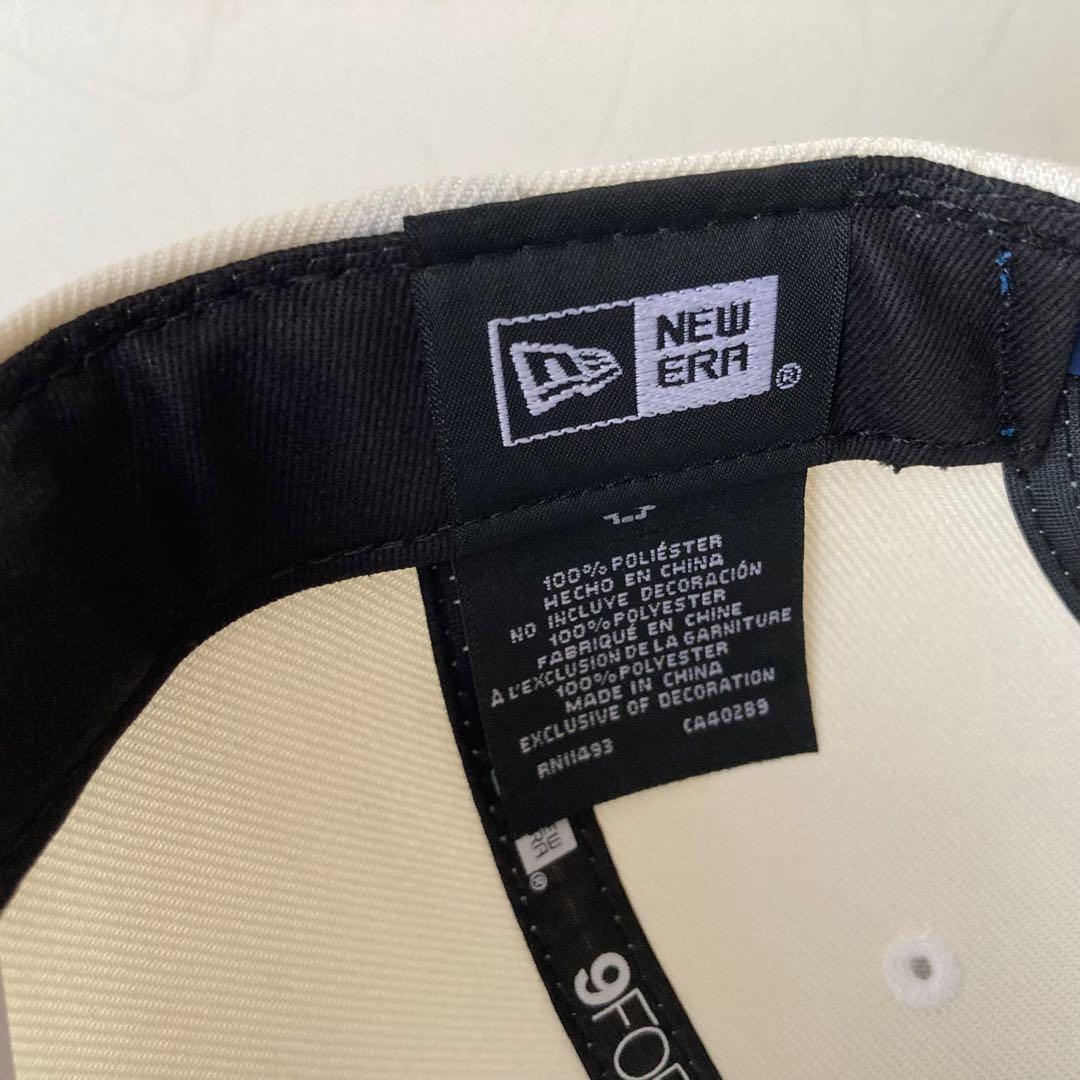 NEW
ERA
®
100% POLIÉSTER
HECHO EN CHINA
NO INCLUYE DECORACIÓN
100% POLYESTER
FABRIQUÉ EN CHINE
À L'EXCLUSION DE LA GARNITURE
100% POLYESTER
MADE IN CHINA
EXCLUSIVE OF DECORATION
RN11493 CA40289
®
9FOR